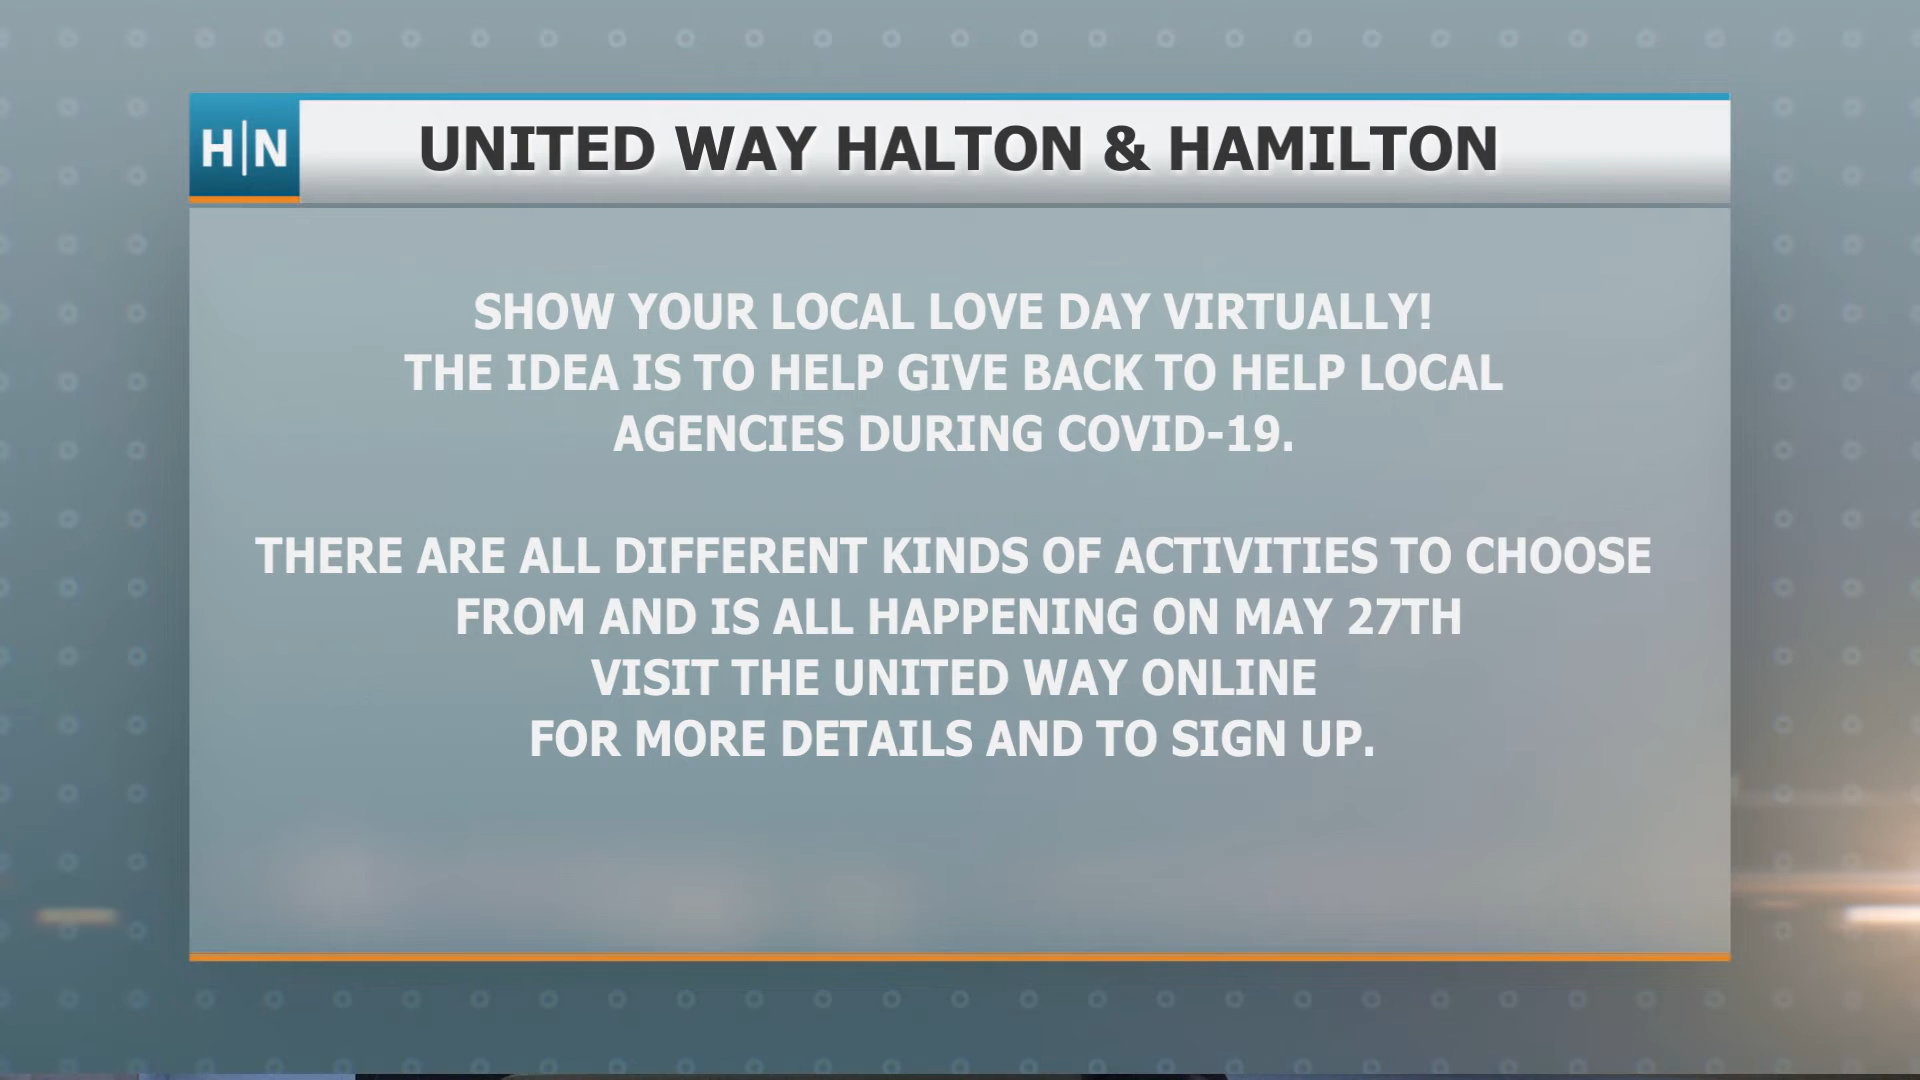 H|N
UNITED WAY HALTON & HAMILTON
SHOW YOUR LOCAL LOVE DAY VIRTUALLY!
THE IDEA IS TO HELP GIVE BACK TO HELP LOCAL
AGENCIES DURING COVID-19.
THERE ARE ALL DIFFERENT KINDS OF ACTIVITIES TO CHOOSE
FROM AND IS ALL HAPPENING ON MAY 27TH
VISIT THE UNITED WAY ONLINE
FOR MORE DETAILS AND TO SIGN UP.